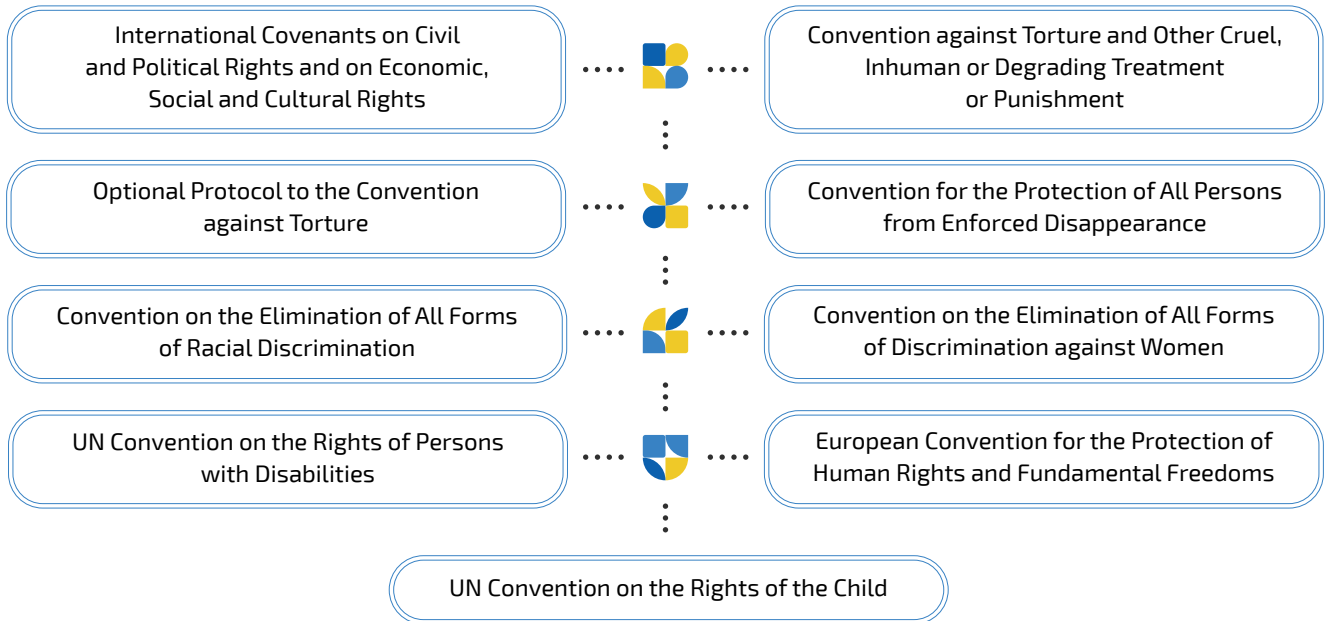 International Covenants on Civil
and Political Rights and on Economic,
Social and Cultural Rights
Convention against Torture and Other Cruel,
Inhuman or Degrading Treatment
or Punishment
Optional Protocol to the Convention
against Torture
Convention for the Protection of All Persons
from Enforced Disappearance
Convention on the Elimination of All Forms
of Racial Discrimination
Convention on the Elimination of All Forms
of Discrimination against Women
UN Convention on the Rights of Persons
with Disabilities
European Convention for the Protection of
Human Rights and Fundamental Freedoms
UN Convention on the Rights of the Child